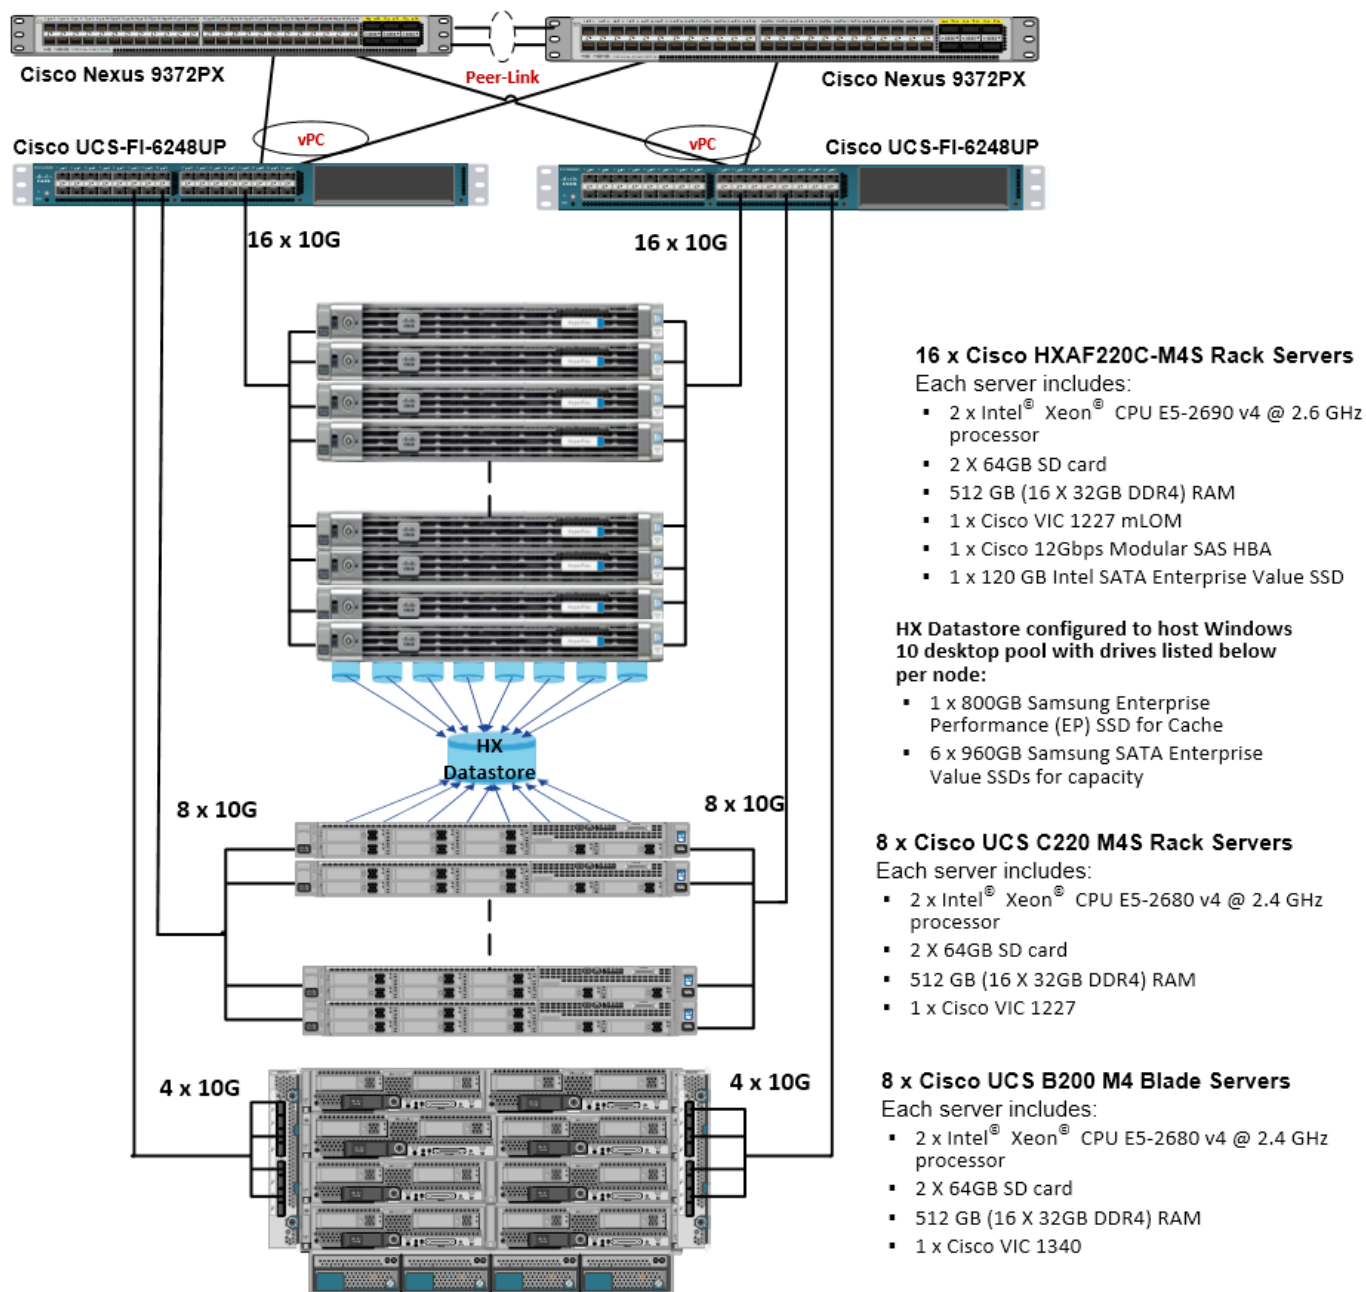 Cisco Nexus 9372PX
Peer-Link
Cisco Nexus 9372PX
Cisco UCS-FI-6248UP
vPC
vPC
Cisco UCS-FI-6248UP
16 x 10G
16 x 10G
16 x Cisco HXAF220C-M4S Rack Servers
Each server includes:
▪ 2 x Intel® Xeon® CPU E5-2690 v4 @ 2.6 GHz
processor
▪ 2 X 64GB SD card
▪ 512 GB (16 X 32GB DDR4) RAM
▪ 1 x Cisco VIC 1227 mLOM
▪ 1 x Cisco 12Gbps Modular SAS HBA
▪ 1 x 120 GB Intel SATA Enterprise Value SSD
HX Datastore configured to host Windows
10 desktop pool with drives listed below
per node:
▪ 1 x 800GB Samsung Enterprise
Performance (EP) SSD for Cache
▪ 6 x 960GB Samsung SATA Enterprise
Value SSDs for capacity
HX
Datastore
8 x 10G
8 x 10G
8 x Cisco UCS C220 M4S Rack Servers
Each server includes:
▪ 2 x Intel® Xeon® CPU E5-2680 v4 @ 2.4 GHz
processor
▪ 2 X 64GB SD card
▪ 512 GB (16 X 32GB DDR4) RAM
▪ 1 x Cisco VIC 1227
4 x 10G
4 x 10G
8 x Cisco UCS B200 M4 Blade Servers
Each server includes:
▪ 2 x Intel® Xeon® CPU E5-2680 v4 @ 2.4 GHz
processor
▪ 2 X 64GB SD card
▪ 512 GB (16 X 32GB DDR4) RAM
▪ 1 x Cisco VIC 1340